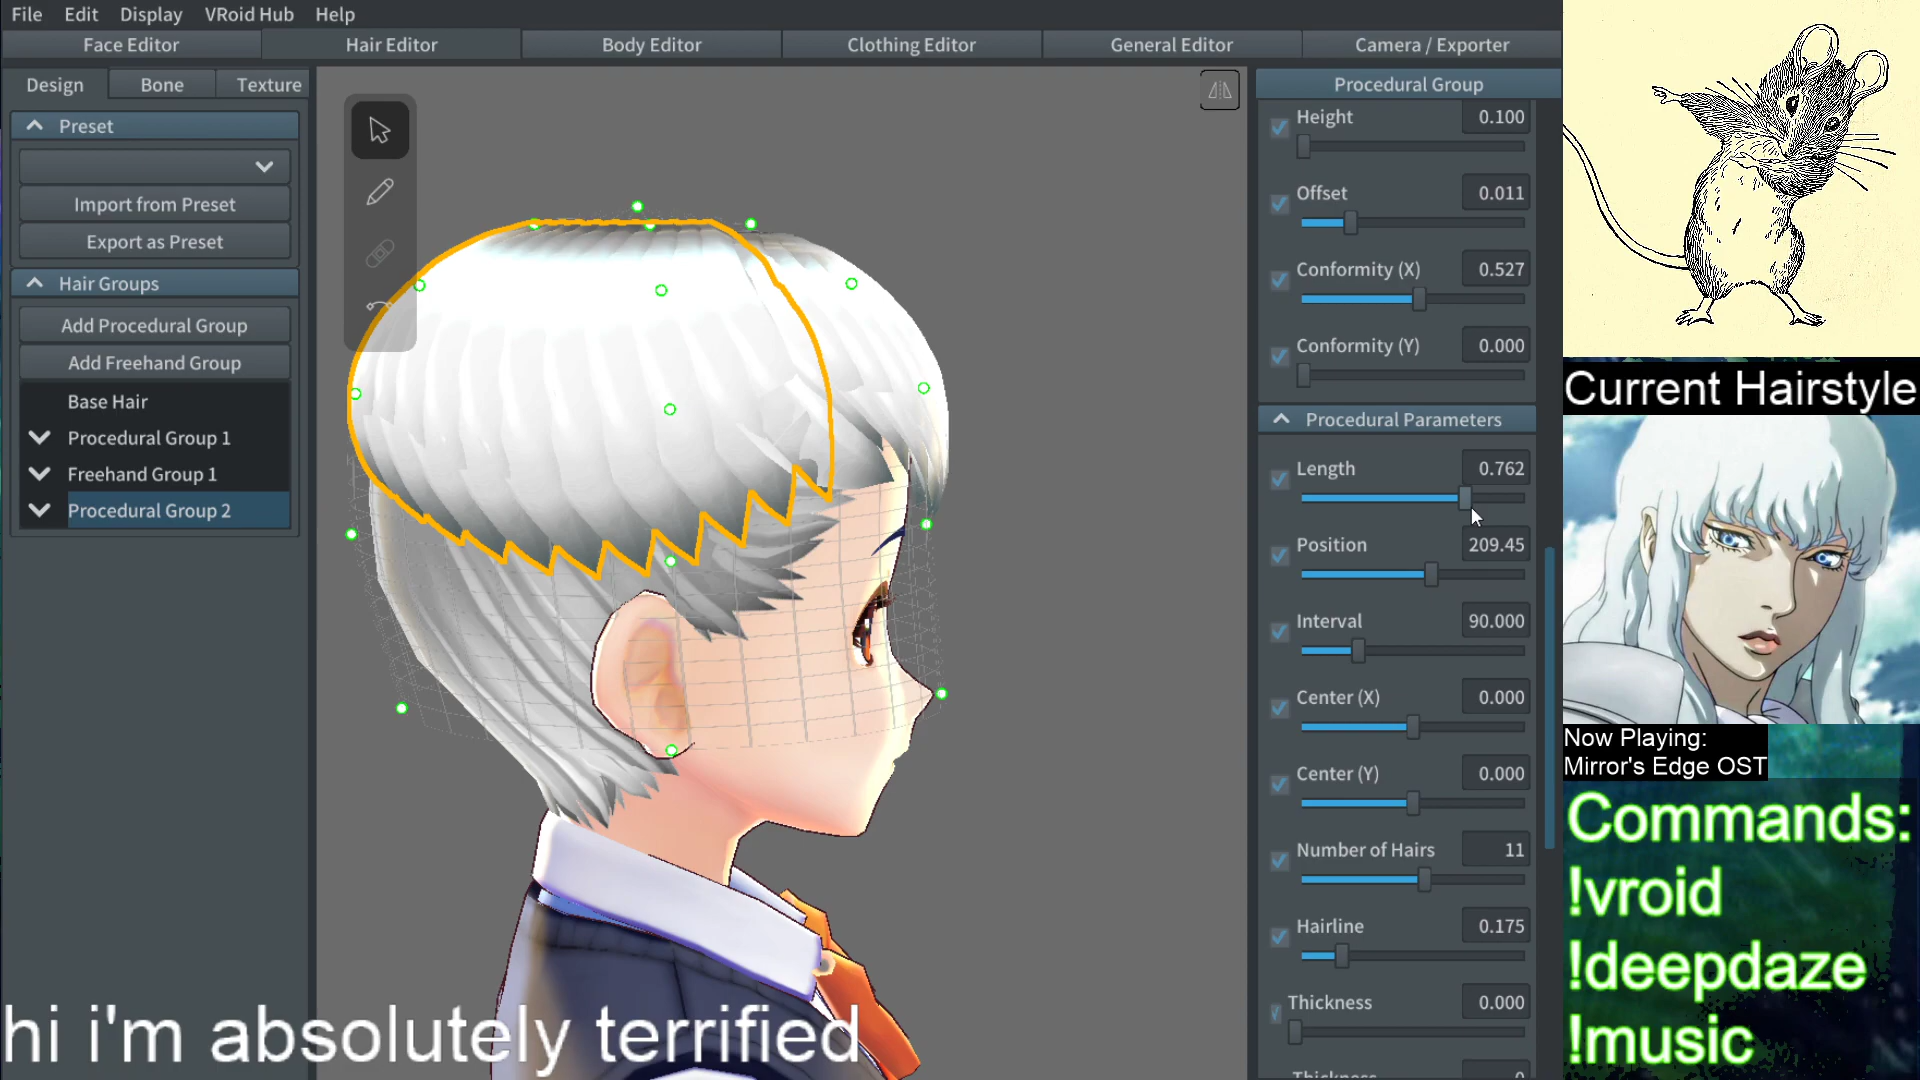 File Edit Display VRoid Hub Help
Face Editor Hair Editor Body Editor Clothing Editor General Editor Camera / Exporter
Design Bone Texture
Preset
Import from Preset
Export as Preset
Hair Groups
Add Procedural Group
Add Freehand Group
Base Hair
Procedural Group 1
Freehand Group 1
Procedural Group 2
Procedural Group
Height 0.100
Offset 0.011
Conformity (X) 0.527
Conformity (Y) 0.000
Procedural Parameters
Length 0.762
Position 209.45
Interval 90.000
Center (X) 0.000
Center (Y) 0.000
Number of Hairs 11
Hairline 0.175
Thickness 0.000
Thickness 0
Current Hairstyle
Now Playing:
Mirror's Edge OST
Commands:
!vroid
!deepdaze
!music
hi i'm absolutely terrified